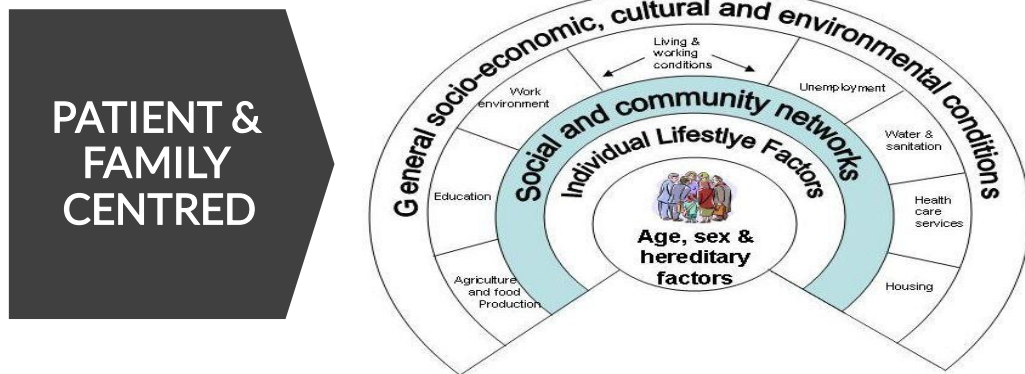 PATIENT &
FAMILY
CENTRED
General socio-economic, cultural and environmental conditions
Living &
working
conditions
Work
environment
Unemployment
Water &
sanitation
Education
Health
care
services
Agriculture
and food
Production
Housing
Social and community networks
Individual Lifestlye Factors
Age, sex &
hereditary
factors